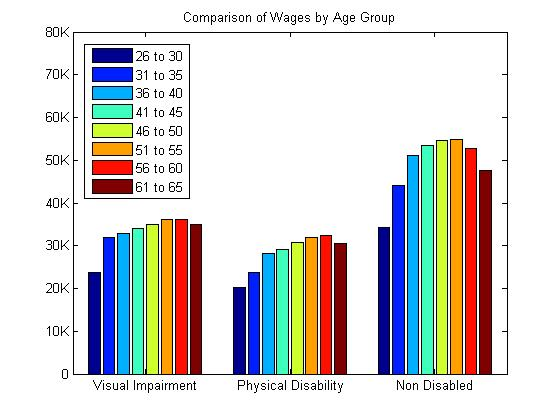 Comparison of Wages by Age Group
80K
70K
60K
50K
40K
30K
20K
10K
0
26 to 30
31 to 35
36 to 40
41 to 45
46 to 50
51 to 55
56 to 60
61 to 65
Visual Impairment
Physical Disability
Non Disabled